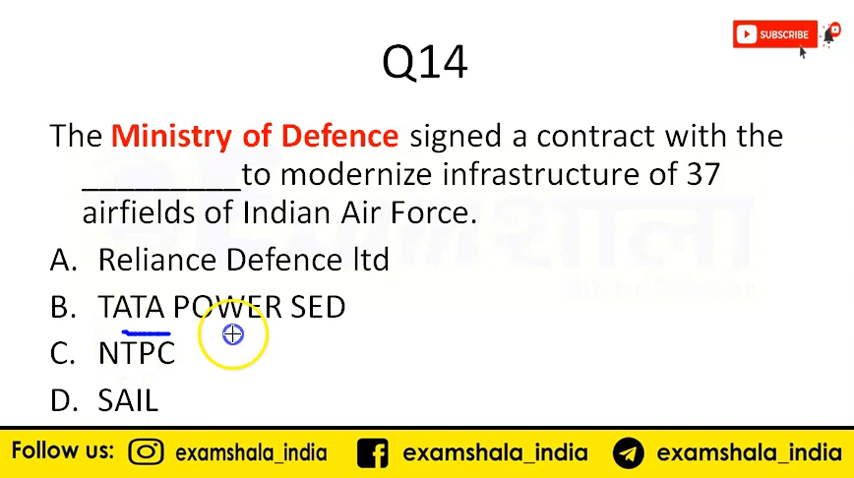 SUBSCRIBE
Q14
The Ministry of Defence signed a contract with the
_________to modernize infrastructure of 37
airfields of Indian Air Force.
A. Reliance Defence ltd
B. TATA POWER SED
C. NTPC
D. SAIL
Follow us: examshala_india examshala_india examshala_india